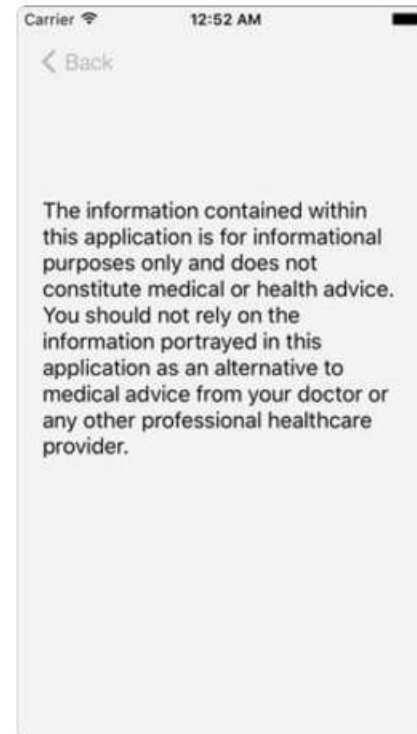 Carrier 12:52 AM
Back
The information contained within
this application is for informational
purposes only and does not
constitute medical or health advice.
You should not rely on the
information portrayed in this
application as an alternative to
medical advice from your doctor or
any other professional healthcare
provider.